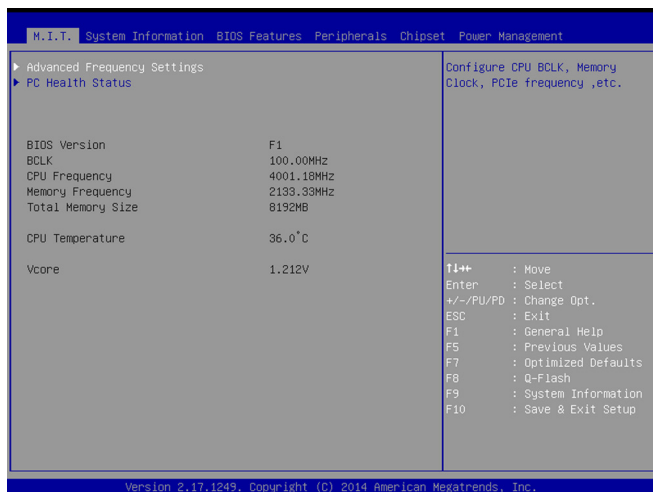 M.I.T. System Information BIOS Features Peripherals Chipset Power Management
Advanced Frequency Settings
PC Health Status
BIOS Version F1
BCLK 100.00MHz
CPU Frequency 4001.18MHz
Memory Frequency 2133.33MHz
Total Memory Size 8192MB
CPU Temperature 36.0°C
Vcore 1.212V
Configure CPU BCLK, Memory
Clock, PCIe frequency ,etc.
↑↓→← : Move
Enter : Select
+/-/PU/PD : Change Opt.
ESC : Exit
F1 : General Help
F5 : Previous Values
F7 : Optimized Defaults
F8 : Q-Flash
F9 : System Information
F10 : Save & Exit Setup
Version 2.17.1249. Copyright (C) 2014 American Megatrends, Inc.